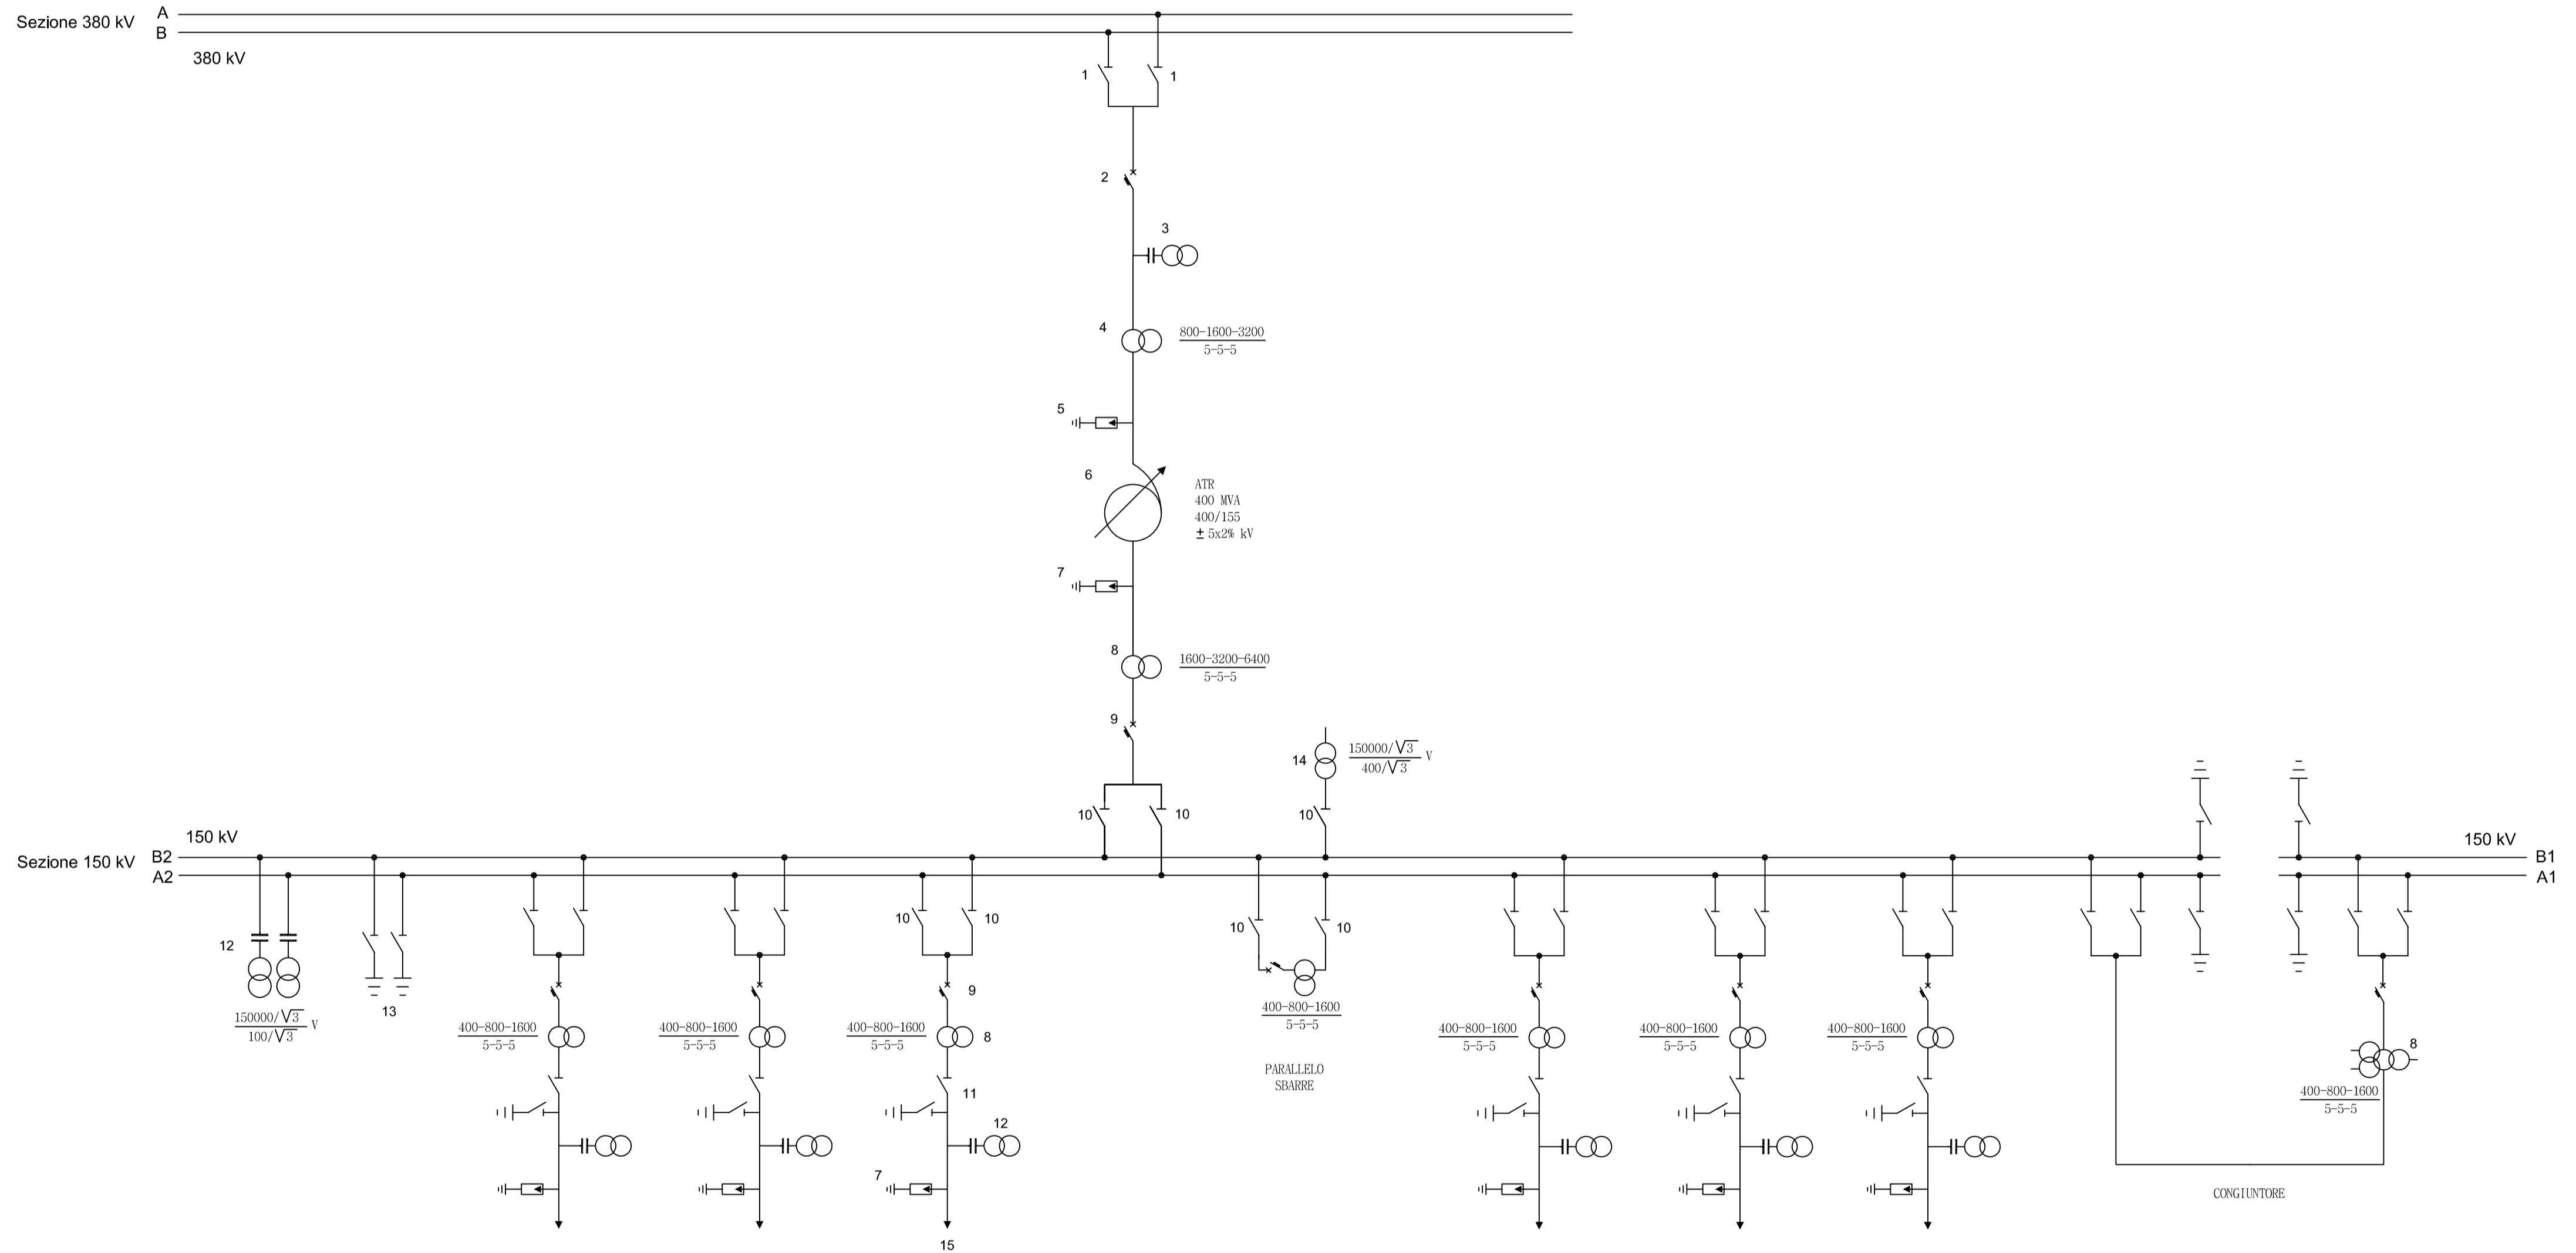 A
Sezione 380 kV
B
380 kV
1
1
2
3
4
800-1600-3200
5-5-5
5
6
ATR
400 MVA
400/155
± 5x2% kV
7
8
1600-3200-6400
5-5-5
9
14
150000/√3
400/√3
V
10
10
10
150 kV
150 kV
Sezione 150 kV
B2
B1
A2
A1
12
150000/√3
100/√3
V
13
10
10
10
10
9
400-800-1600
5-5-5
400-800-1600
5-5-5
400-800-1600
5-5-5
8
400-800-1600
5-5-5
PARALLELO
SBARRE
400-800-1600
5-5-5
400-800-1600
5-5-5
400-800-1600
5-5-5
8
400-800-1600
5-5-5
11
12
7
15
CONGIUNTORE